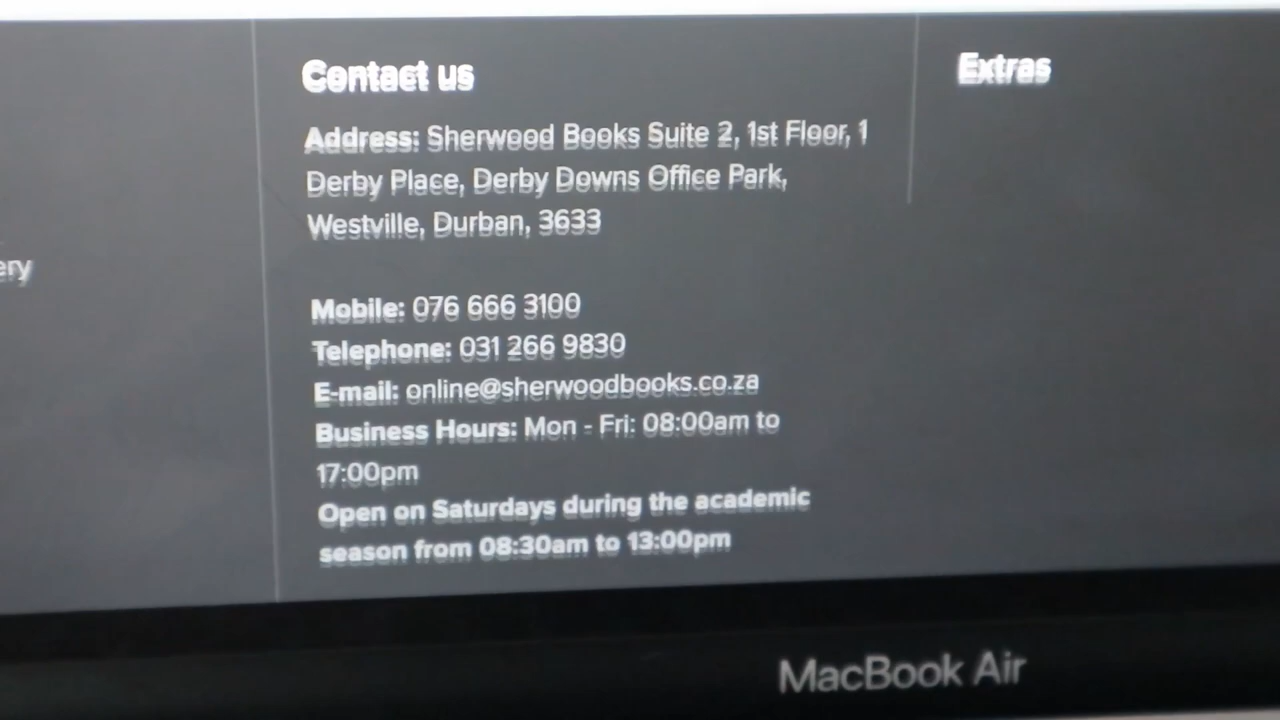 Contact us
Address: Sherwood Books Suite 2, 1st Floor, 1
Derby Place, Derby Downs Office Park,
Westville, Durban, 3633
Mobile: 076 666 3100
Telephone: 031 266 9830
E-mail: online@sherwoodbooks.co.za
Business Hours: Mon - Fri: 08:00am to
17:00pm
Open on Saturdays during the academic
season from 08:30am to 13:00pm
Extras
MacBook Air